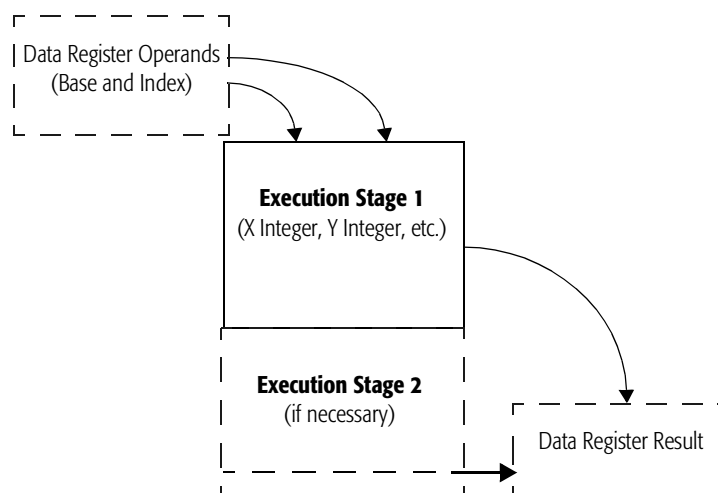 Data Register Operands
(Base and Index)
Execution Stage 1
(X Integer, Y Integer, etc.)
Execution Stage 2
(if necessary)
Data Register Result